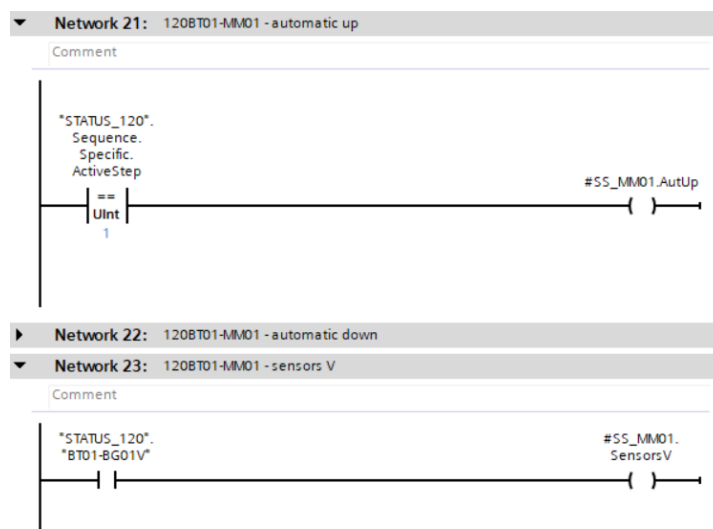 Network 21: 120BT01-MM01 - automatic up
Comment
"STATUS_120".
Sequence.
Specific.
ActiveStep
#SS_MM01.AutUp
==
UInt
1
Network 22: 120BT01-MM01 - automatic down
Network 23: 120BT01-MM01 - sensors V
Comment
"STATUS_120".
"BT01-BG01V"
#SS_MM01.
SensorsV